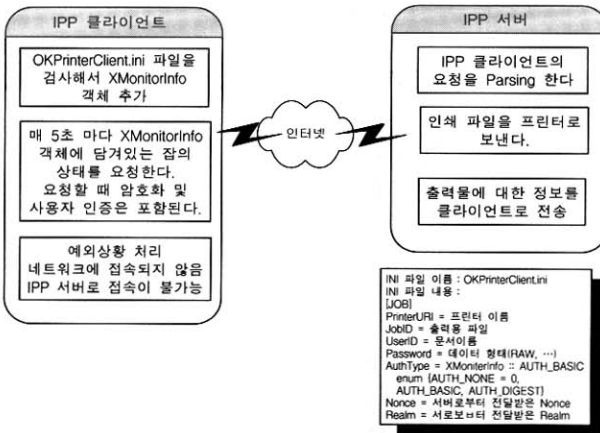 IPP 클라이언트
OKPrinterClient.ini 파일을
검사해서 XMonitorInfo
객체 추가
매 5초 마다 XMonitorInfo
객체에 담겨있는 잡의
상태를 요청한다.
요청할 때 암호화 및
사용자 인증은 포함된다.
예외상황 처리
네트워크에 접속되지 않음
IPP 서버로 접속이 불가능
인터넷
IPP 서버
IPP 클라이언트의
요청을 Parsing 한다
인쇄 파일을 프린터로
보낸다.
출력물에 대한 정보를
클라이언트로 전송
INI 파일 이름 : OKPrinterClient.ini
INI 파일 내용 :
[JOB]
PrinterURI = 프린터 이름
JobID = 출력용 파일
UserID = 문서이름
Password = 데이터 형태(RAW, ···)
AuthType = XMoniterInfo :: AUTH_BASIC
enum {AUTH_NONE = 0,
AUTH_BASIC, AUTH_DIGEST}
Nonce = 서버로부터 전달받은 Nonce
Realm = 서로보부터 전달받은 Realm